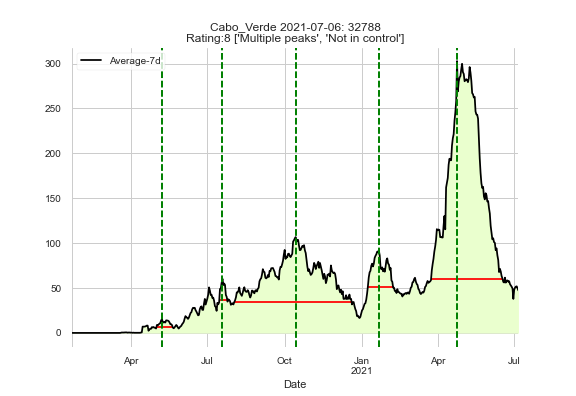 Cabo_Verde 2021-07-06: 32788
Rating:8 ['Multiple peaks', 'Not in control']
Average-7d
300
250
200
150
100
50
0
Apr
Jul
Oct
Jan
2021
Apr
Jul
Date